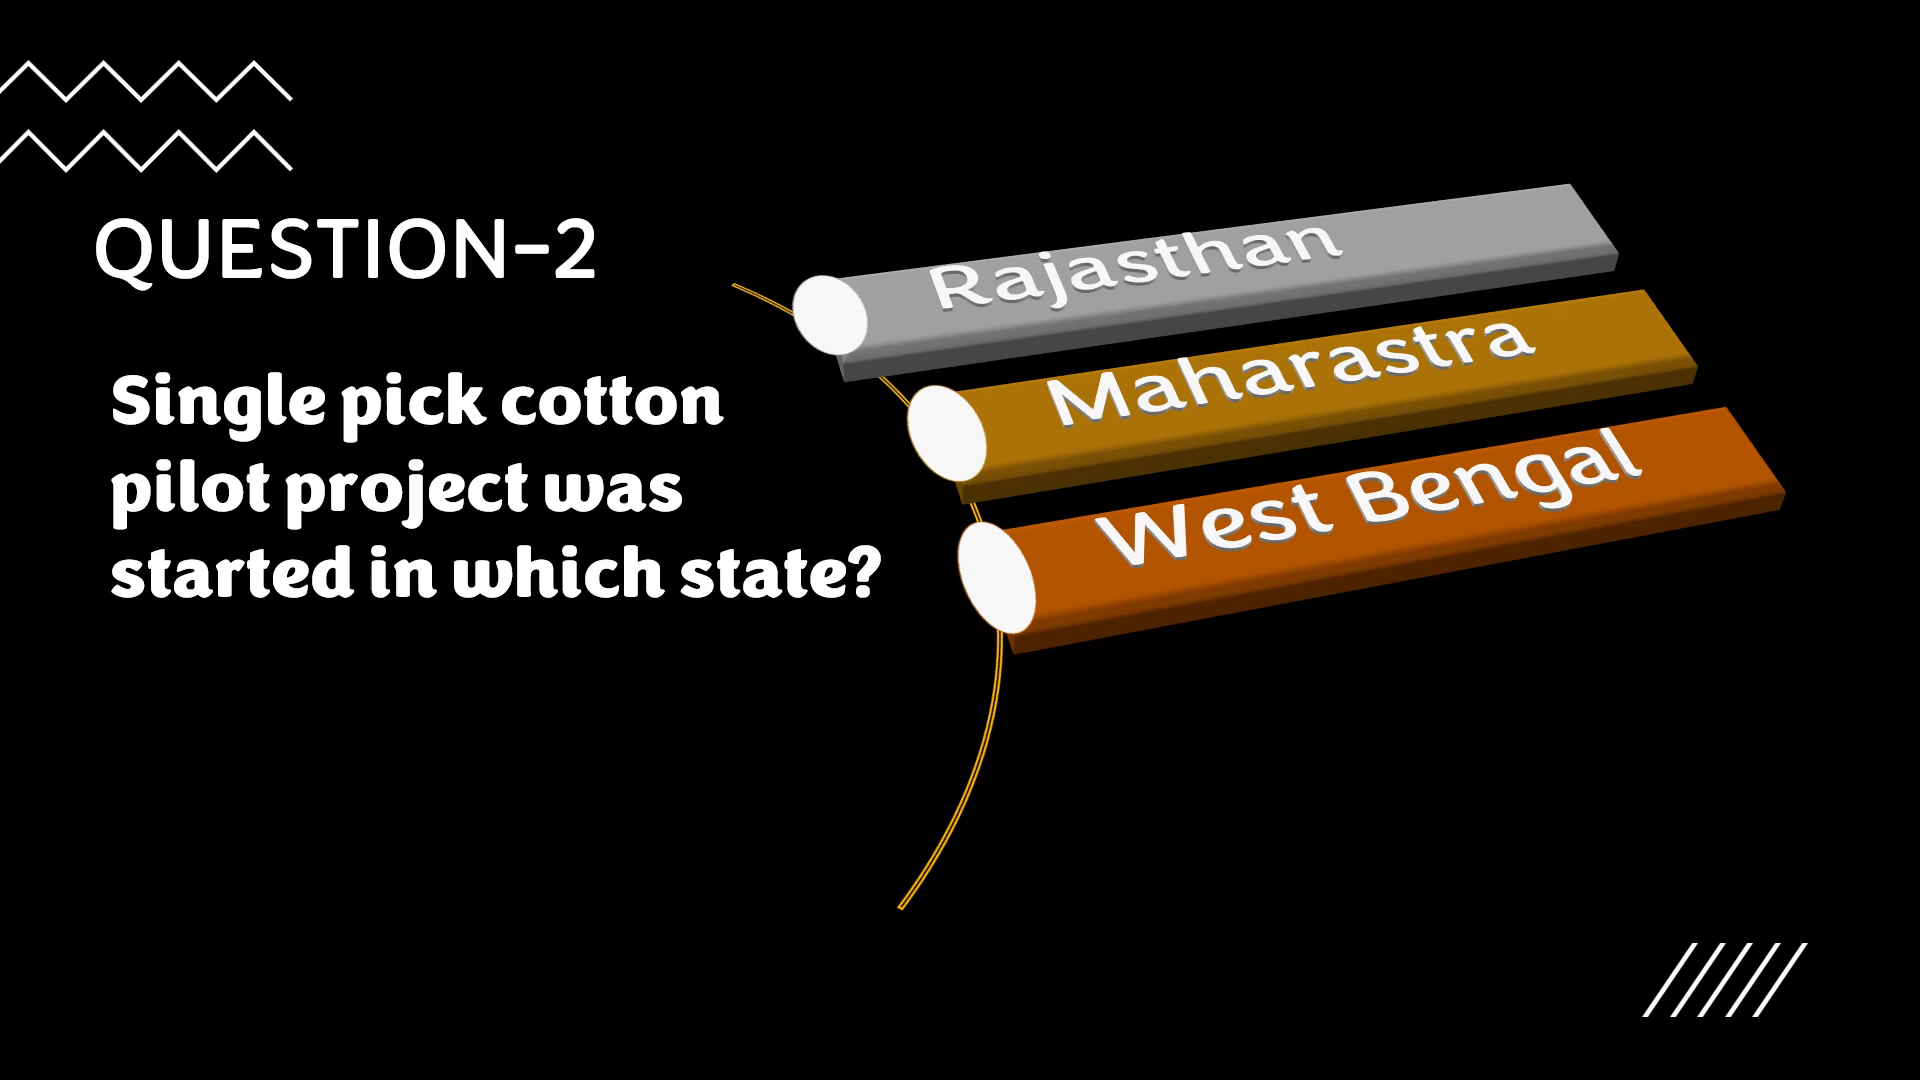 QUESTION-2
Single pick cotton
pilot project was
started in which state?
Rajasthan
Maharastra
West Bengal